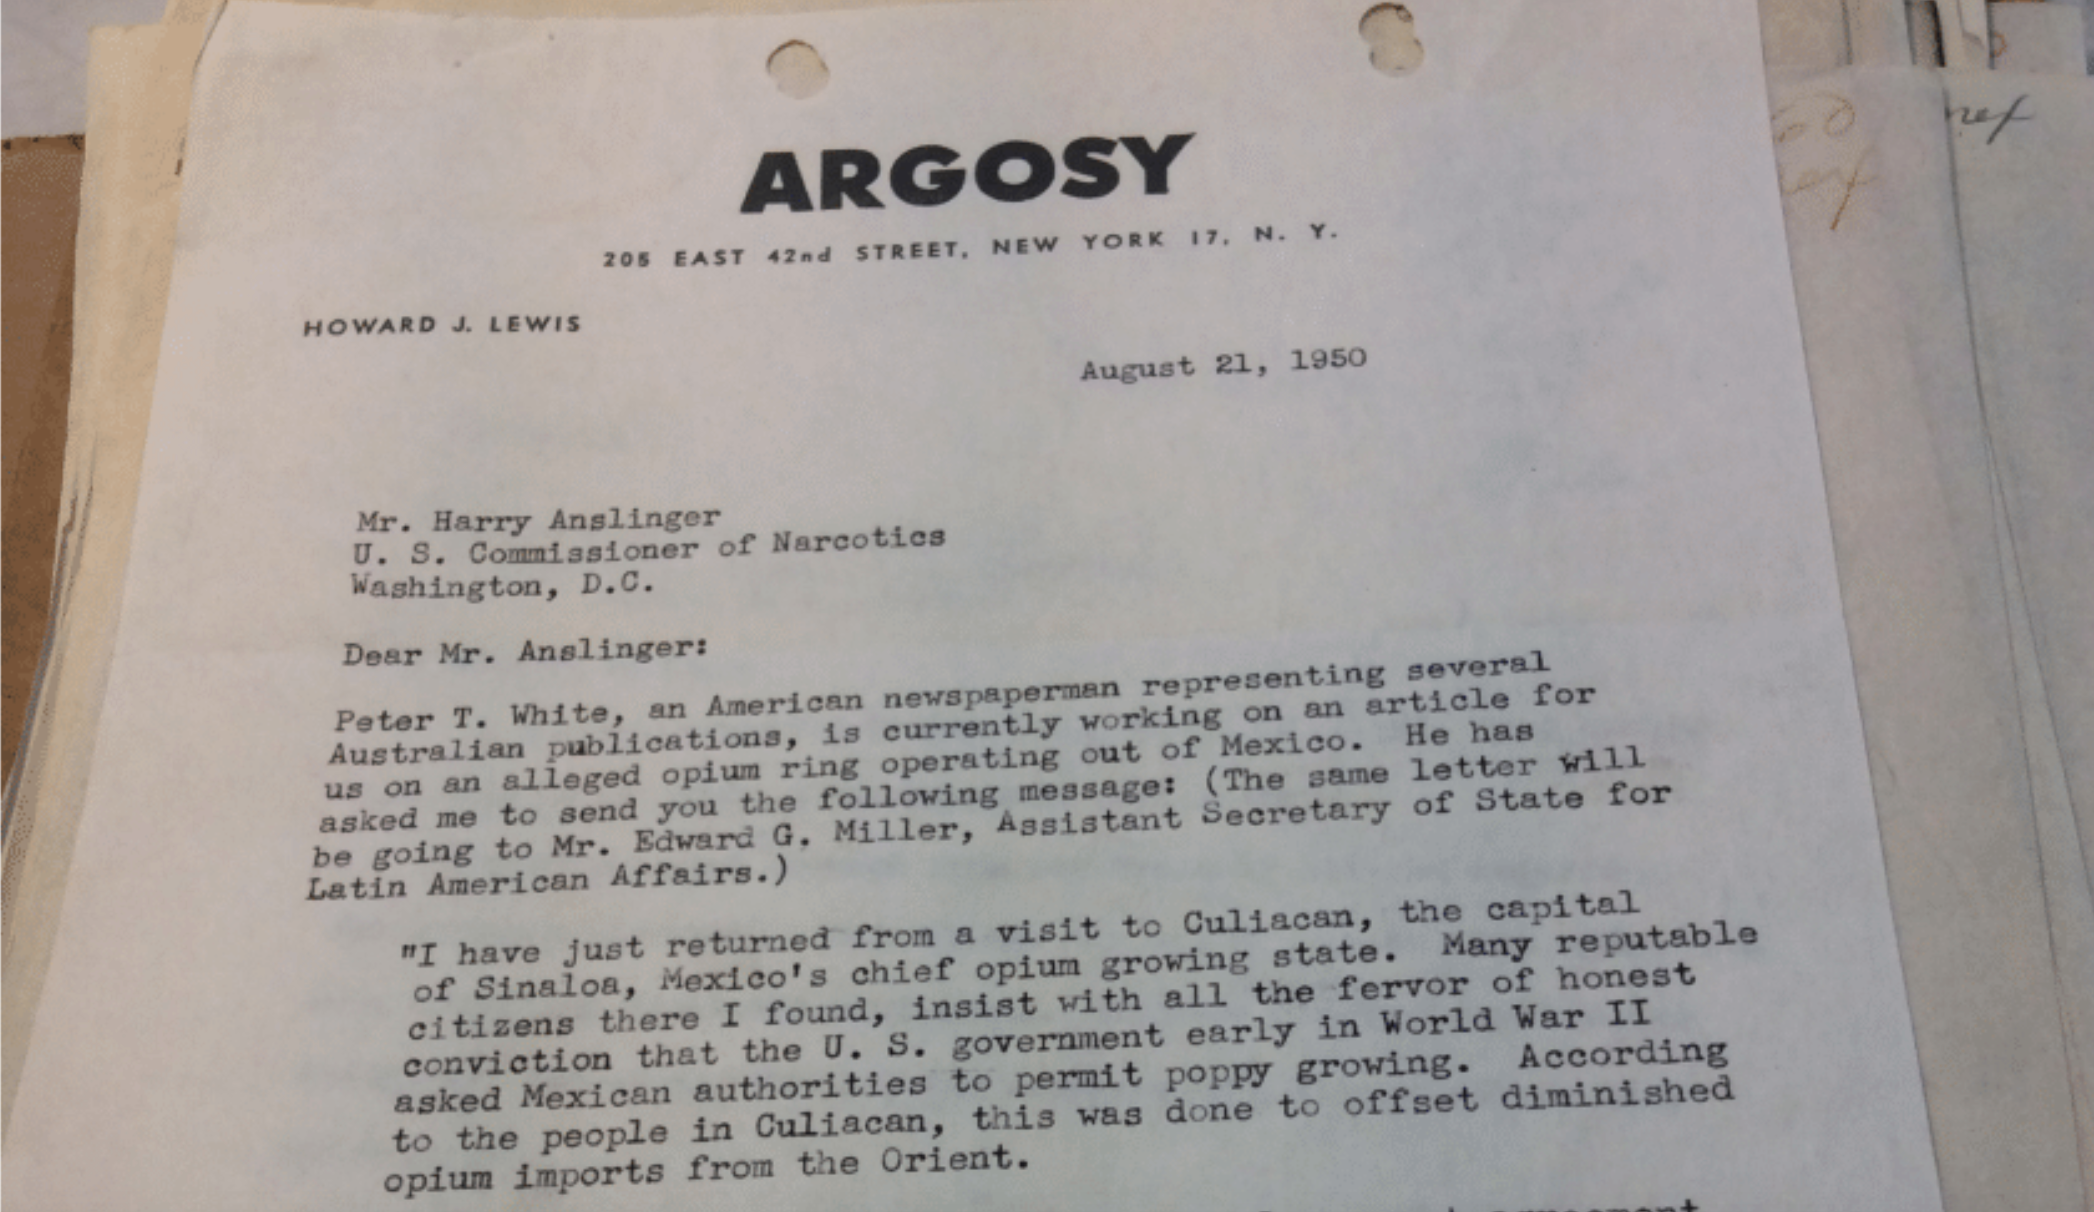 ARGOSY
205 EAST 42nd STREET, NEW YORK 17, N. Y.
HOWARD J. LEWIS
August 21, 1950
Mr. Harry Anslinger
U. S. Commissioner of Narcotics
Washington, D.C.
Dear Mr. Anslinger:
Peter T. White, an American newspaperman representing several
Australian publications, is currently working on an article for
us on an alleged opium ring operating out of Mexico. He has
asked me to send you the following message: (The same letter will
be going to Mr. Edward G. Miller, Assistant Secretary of State for
Latin American Affairs.)
"I have just returned from a visit to Culiacan, the capital
of Sinaloa, Mexico's chief opium growing state. Many reputable
citizens there I found, insist with all the fervor of honest
conviction that the U. S. government early in World War II
asked Mexican authorities to permit poppy growing. According
to the people in Culiacan, this was done to offset diminished
opium imports from the Orient.